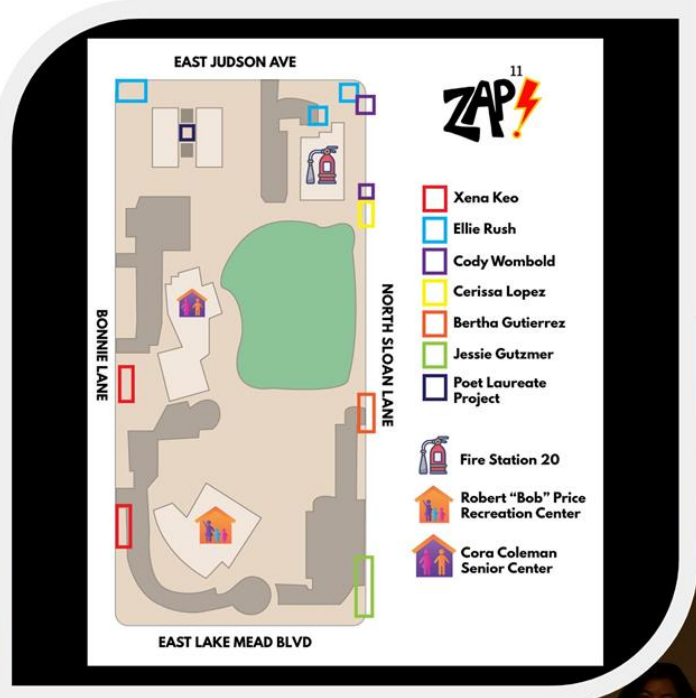 EAST JUDSON AVE
11
ZAP!
Xena Keo
Ellie Rush
Cody Wombold
Cerissa Lopez
Bertha Gutierrez
Jessie Gutzmer
Poet Laureate
Project
BONNIE LANE
NORTH SLOAN LANE
Fire Station 20
Robert “Bob” Price
Recreation Center
Cora Coleman
Senior Center
EAST LAKE MEAD BLVD